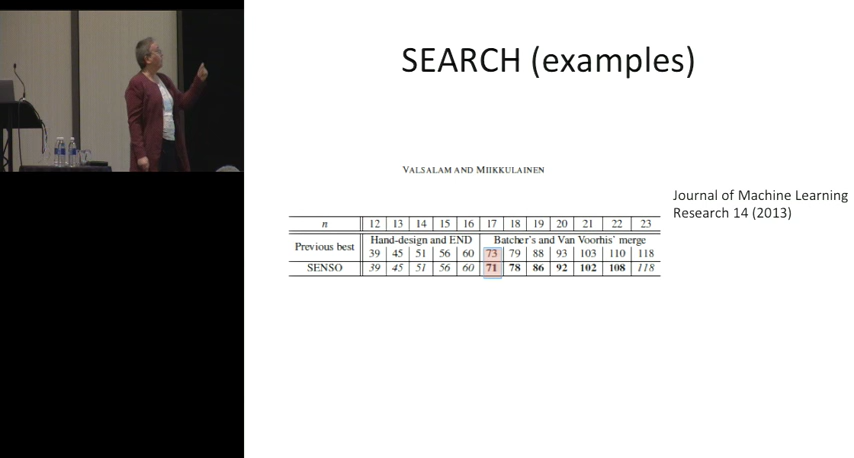 SEARCH (examples)
VALSALAM AND MIIKKULAINEN
Journal of Machine Learning
Research 14 (2013)
n 12 13 14 15 16 17 18 19 20 21 22 23
Previous best Hand-design and END Batcher's and Van Voorhis' merge
39 45 51 56 60 73 79 88 93 103 110 118
SENSO 39 45 51 56 60 71 78 86 92 102 108 118